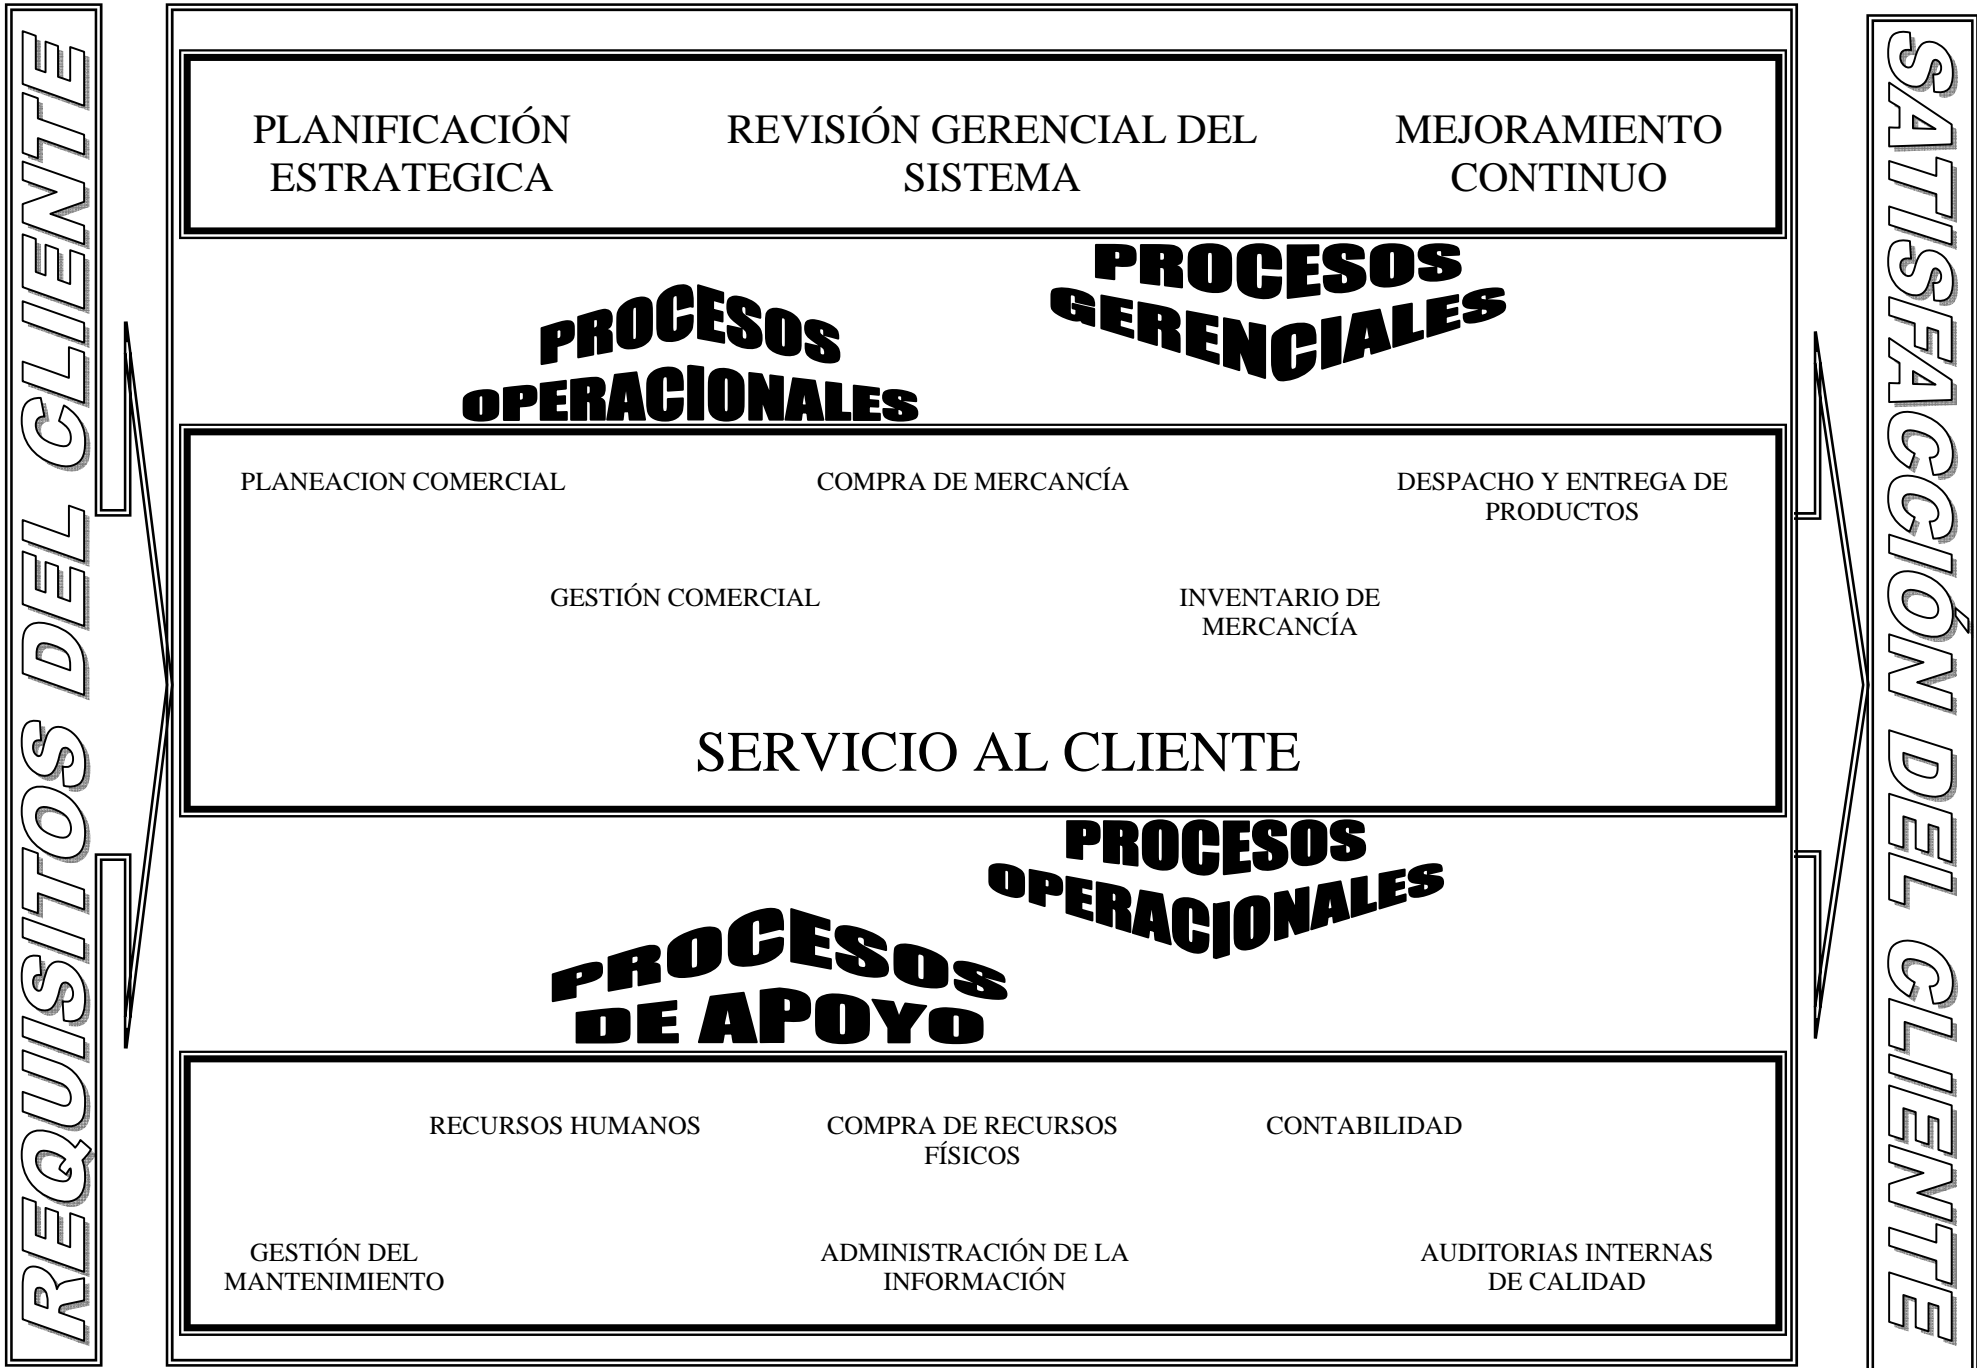 REQUISITOS DEL CLIENTE
PLANIFICACIÓN
ESTRATEGICA
REVISIÓN GERENCIAL DEL
SISTEMA
MEJORAMIENTO
CONTINUO
PROCESOS
GERENCIALES
PROCESOS
OPERACIONALES
PLANEACION COMERCIAL
COMPRA DE MERCANCÍA
DESPACHO Y ENTREGA DE
PRODUCTOS
GESTIÓN COMERCIAL
INVENTARIO DE
MERCANCÍA
SERVICIO AL CLIENTE
PROCESOS
OPERACIONALES
PROCESOS
DE APOYO
RECURSOS HUMANOS
COMPRA DE RECURSOS
FÍSICOS
CONTABILIDAD
GESTIÓN DEL
MANTENIMIENTO
ADMINISTRACIÓN DE LA
INFORMACIÓN
AUDITORIAS INTERNAS
DE CALIDAD
SATISFACCIÓN DEL CLIENTE